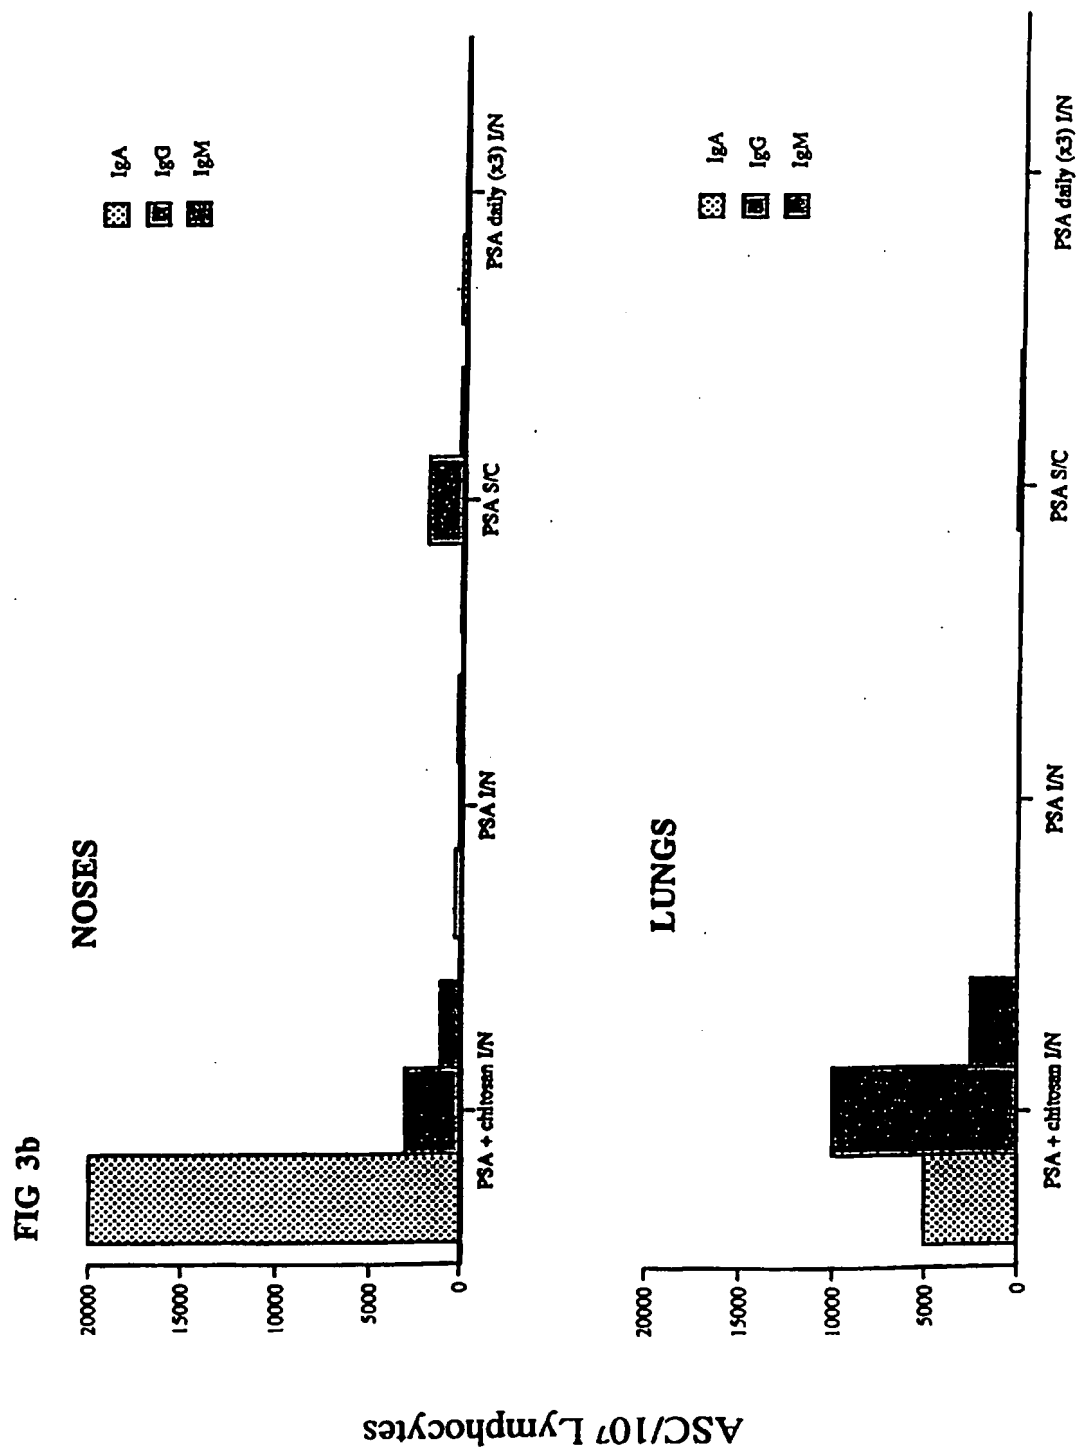 FIG 3b
NOSES
20000
15000
10000
5000
0
IgA
IgG
IgM
PSA + chitosan I/N
PSA I/N
PSA S/C
PSA daily (x3) I/N
ASC/10⁷ Lymphocytes
LUNGS
20000
15000
10000
5000
0
IgA
IgG
IgM
PSA + chitosan I/N
PSA I/N
PSA S/C
PSA daily (x3) I/N